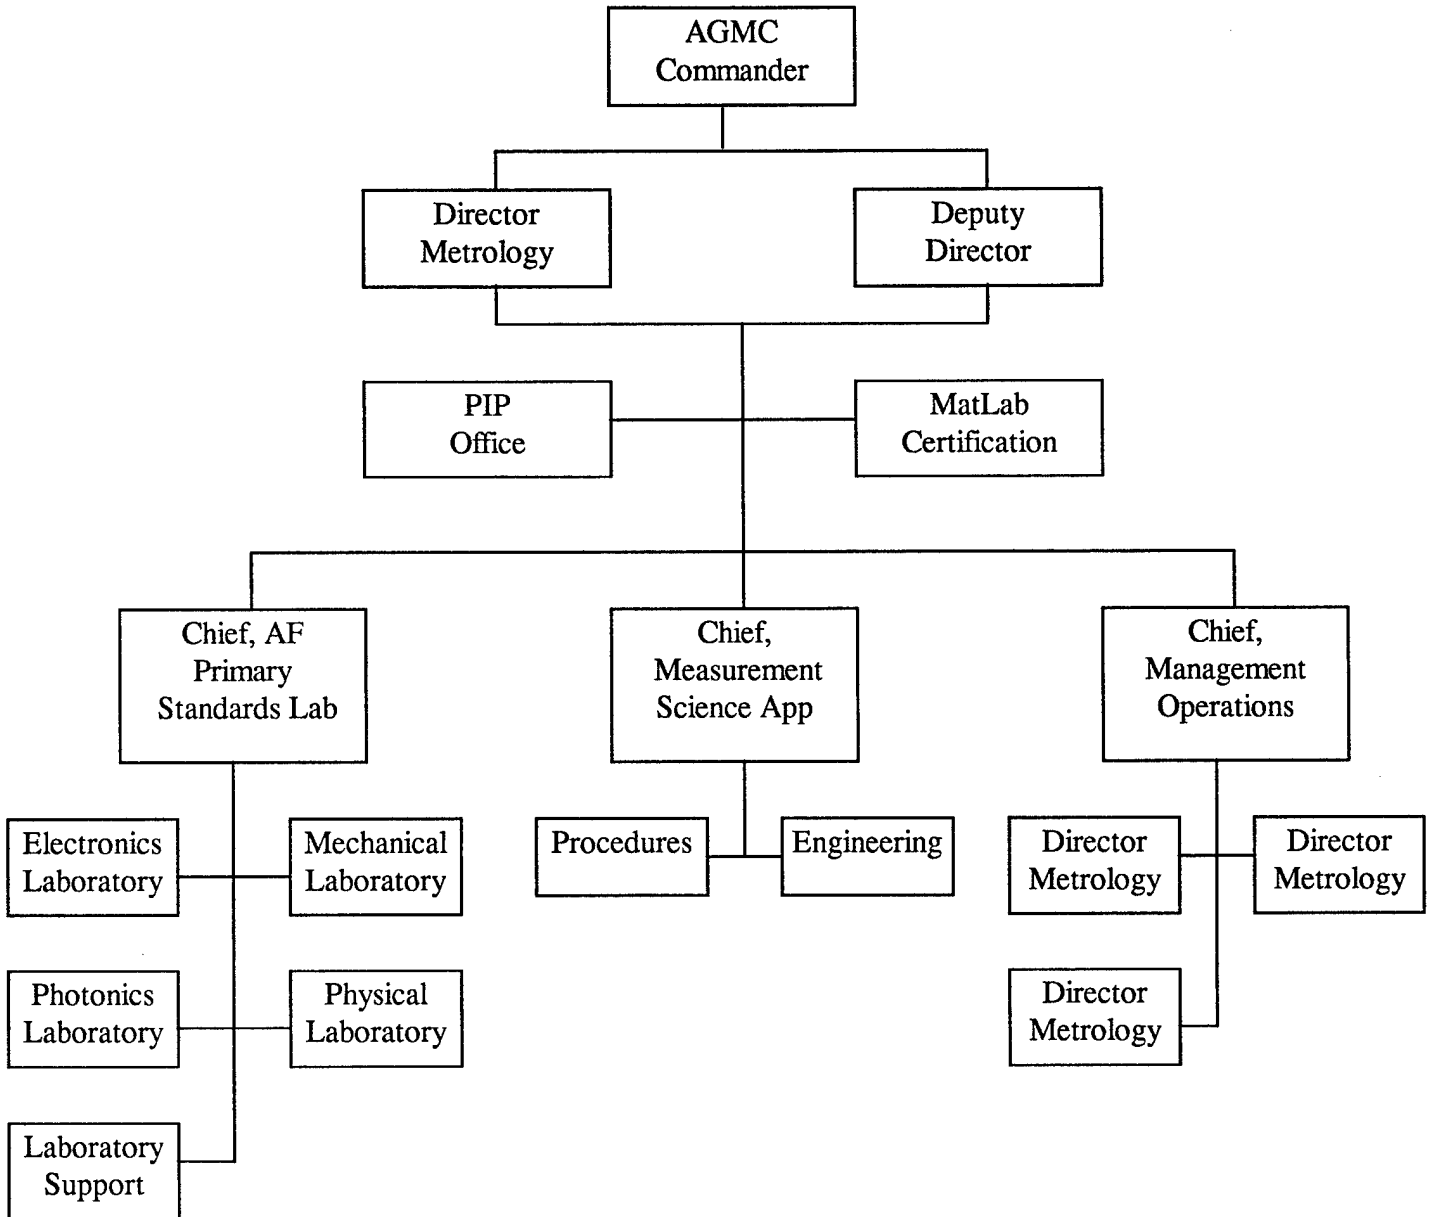 AGMC
Commander
Director
Metrology
Deputy
Director
PIP
Office
MatLab
Certification
Chief, AF
Primary
Standards Lab
Chief,
Measurement
Science App
Chief,
Management
Operations
Electronics
Laboratory
Mechanical
Laboratory
Procedures
Engineering
Director
Metrology
Director
Metrology
Photonics
Laboratory
Physical
Laboratory
Director
Metrology
Laboratory
Support